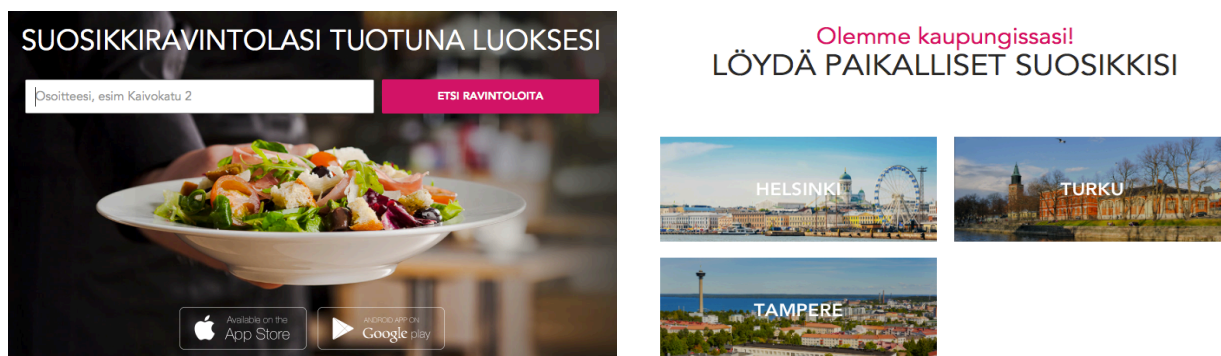 SUOSIKKIRAVINTOLASI TUOTUNA LUOKSESI
Osoitteesi, esim Kaivokatu 2
ETSI RAVINTOLOITA
Available on the
App Store
ANDROID APP ON
Google play
Olemme kaupungissasi!
LÖYDÄ PAIKALLISET SUOSIKKISI
HELSINKI
TURKU
TAMPERE